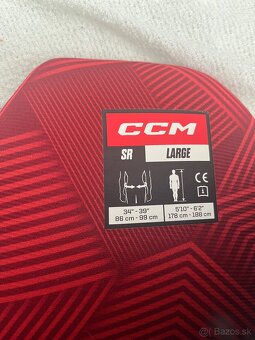 CCM
SR LARGE
34" - 39"
86 cm - 99 cm
5'10" - 6'2"
178 cm - 188 cm
CE
1
© Bazos.sk